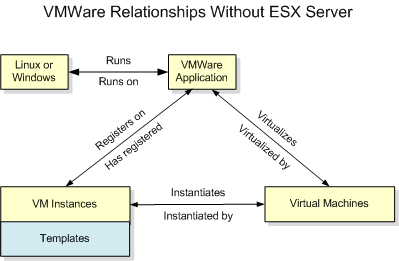 VMWare Relationships Without ESX Server
Linux or
Windows
Runs
Runs on
VMWare
Application
Registers on
Has registered
Virtualizes
Virtualized by
VM Instances
Templates
Instantiates
Instantiated by
Virtual Machines